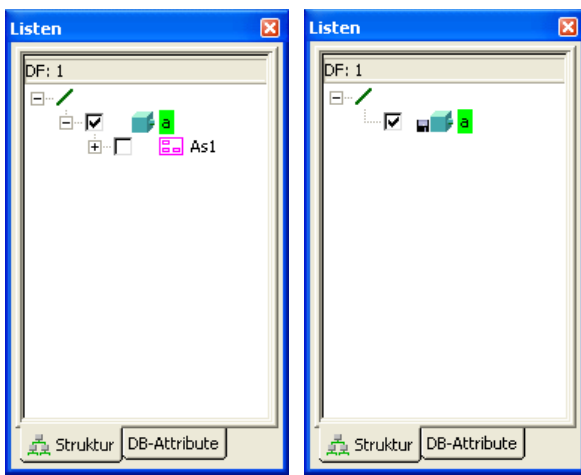 Listen
DF: 1
a
As1
Struktur
DB-Attribute
Listen
DF: 1
a
Struktur
DB-Attribute